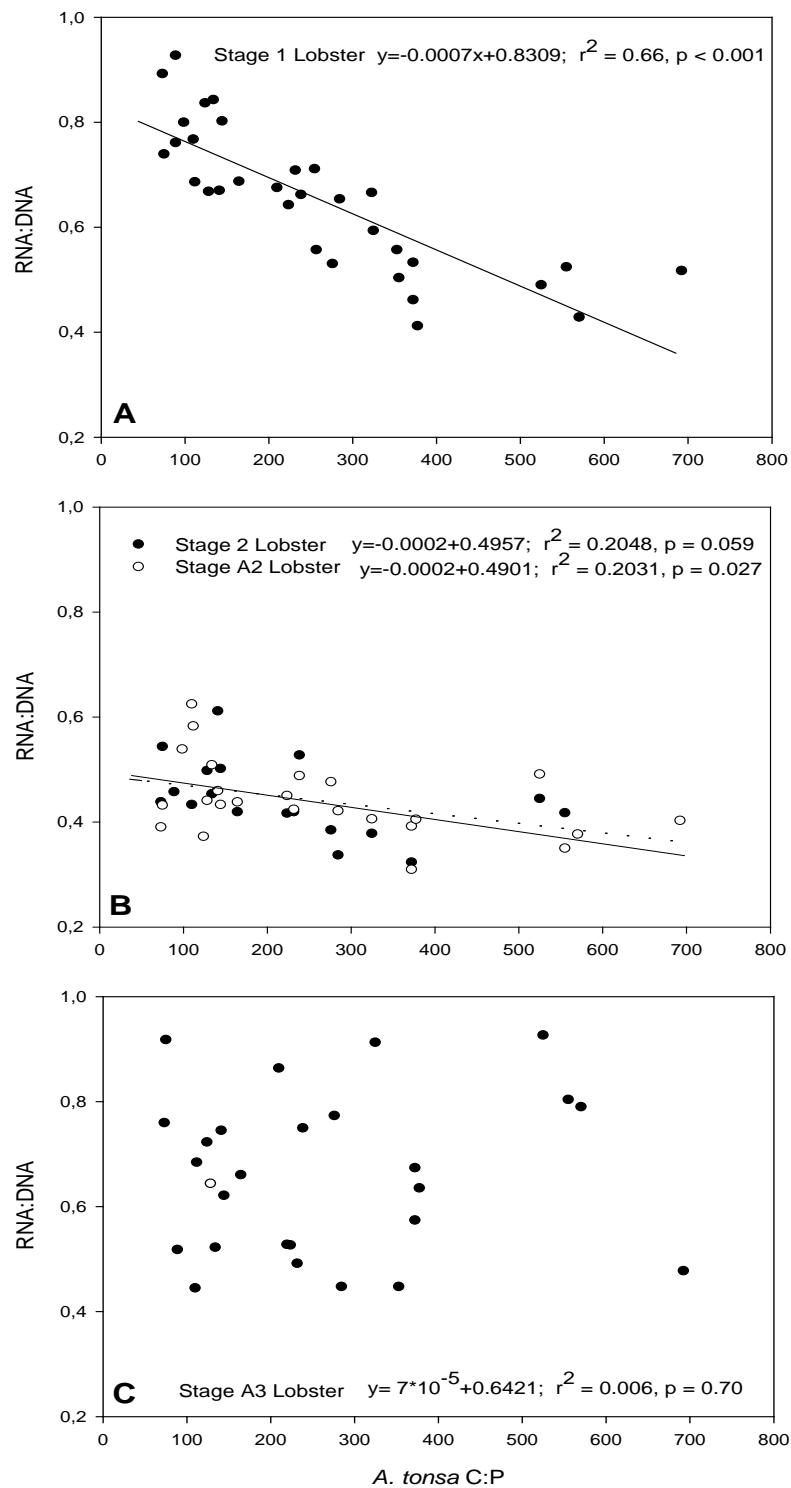 1,0
Stage 1 Lobster y=-0.0007x+0.8309; r2 = 0.66, p < 0.001
0,8
RNA:DNA
0,6
0,4
A
0,2
0 100 200 300 400 500 600 700 800
1,0
Stage 2 Lobster y=-0.0002+0.4957; r2 = 0.2048, p = 0.059
Stage A2 Lobster y=-0.0002+0.4901; r2 = 0.2031, p = 0.027
0,8
RNA:DNA
0,6
0,4
B
0,2
0 100 200 300 400 500 600 700 800
1,0
0,8
RNA:DNA
0,6
0,4
C Stage A3 Lobster y= 7*10-5+0.6421; r2 = 0.006, p = 0.70
0,2
0 100 200 300 400 500 600 700 800
A. tonsa C:P